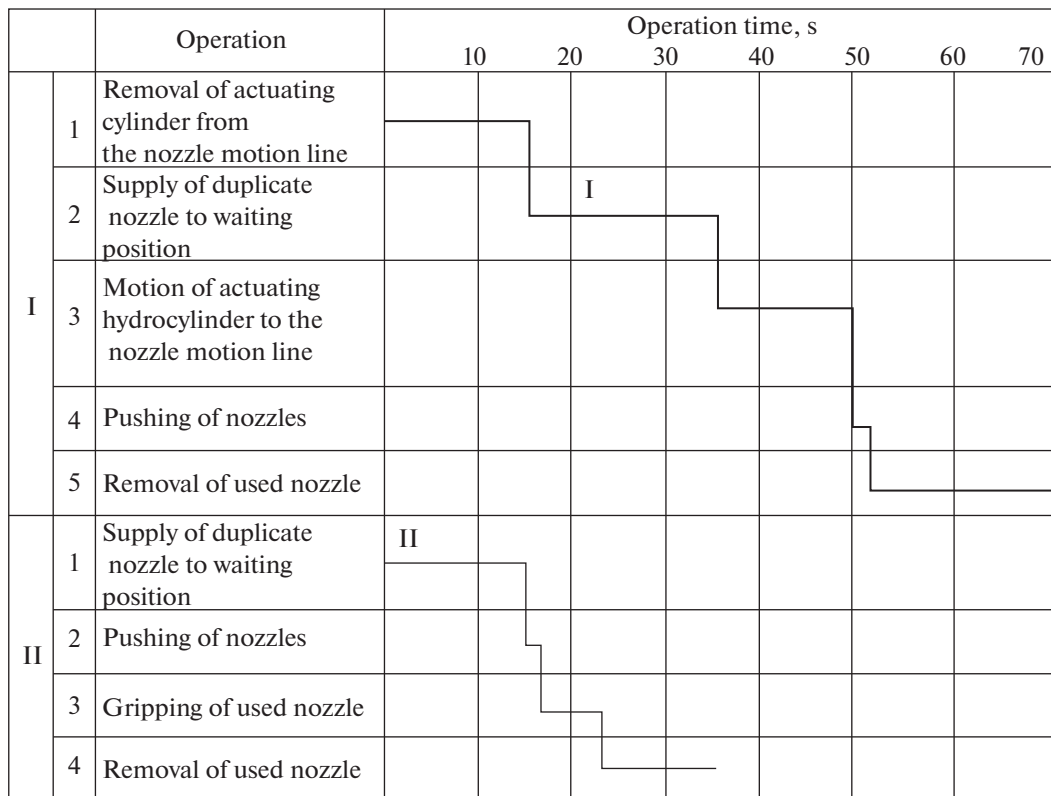 Operation
Operation time, s
10 20 30 40 50 60 70
I
1
Removal of actuating
cylinder from
the nozzle motion line
2
Supply of duplicate
nozzle to waiting
position
I
3
Motion of actuating
hydrocylinder to the
nozzle motion line
4
Pushing of nozzles
5
Removal of used nozzle
II
1
Supply of duplicate
nozzle to waiting
position
II
2
Pushing of nozzles
3
Gripping of used nozzle
4
Removal of used nozzle